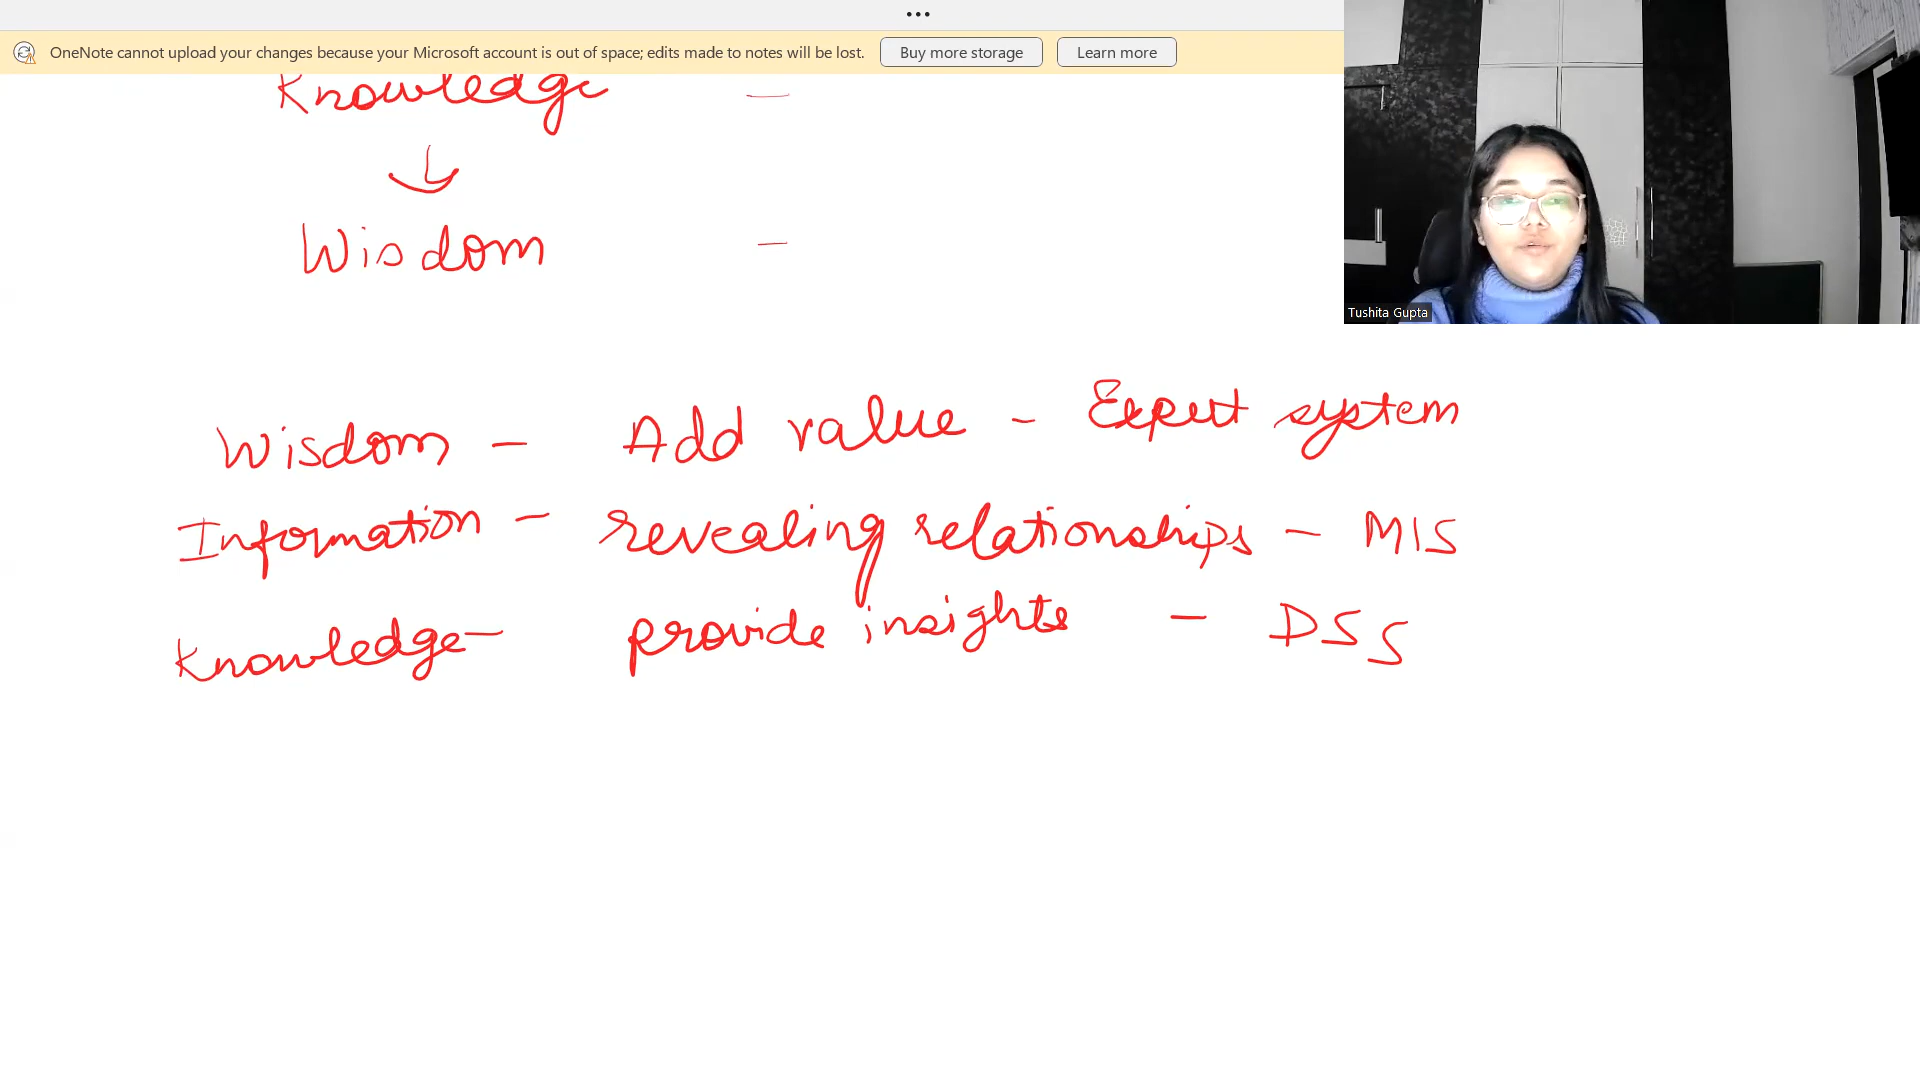 ...
OneNote cannot upload your changes because your Microsoft account is out of space; edits made to notes will be lost. Buy more storage Learn more
Knowledge -
Wisdom -
Tushita Gupta
Wisdom - Add value - Expert system
Information - revealing relationships - MIS
Knowledge - provide insights - DSS